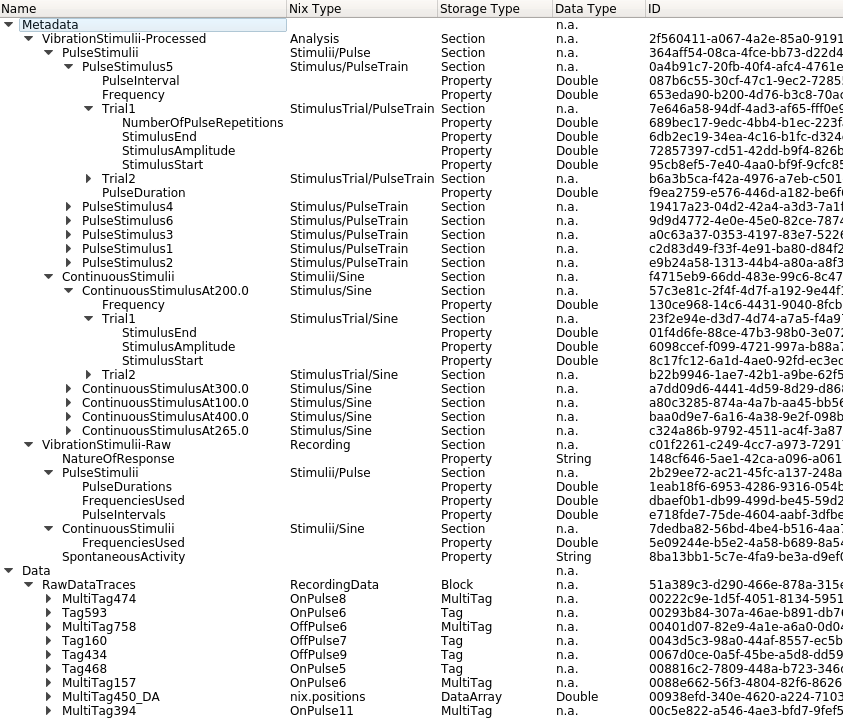 Name Nix Type Storage Type Data Type ID
Metadata n.a.
VibrationStimulii-Processed Analysis Section n.a. 2f560411-a067-4a2e-85a0-9191
PulseStimulii Stimulii/Pulse Section n.a. 364aff54-08ca-4fce-bb73-d22d4
PulseStimulus5 Stimulus/PulseTrain Section n.a. 0a4b91c7-20fb-40f4-afc4-4761e
PulseInterval Property Double 087b6c55-30cf-47c1-9ec2-7285
Frequency Property Double 653eda90-b200-4d76-b3c8-70a
Trial1 StimulusTrial/PulseTrain Section n.a. 7e646a58-94df-4ad3-af65-fff0e9
NumberOfPulseRepetitions Property Double 689bec17-9edc-4bb4-b1ec-223f
StimulusEnd Property Double 6db2ec19-34ea-4c16-b1fc-d324
StimulusAmplitude Property Double 72857397-cd51-42dd-b9f4-826b
StimulusStart Property Double 95cb8ef5-7e40-4aa0-bf9f-9cfc85
Trial2 StimulusTrial/PulseTrain Section n.a. b6a3b5ca-f42a-4976-a7eb-c501
PulseDuration Property Double f9ea2759-e576-446d-a182-be6f
PulseStimulus4 Stimulus/PulseTrain Section n.a. 19417a23-04d2-42a4-a3d3-7a1f
PulseStimulus6 Stimulus/PulseTrain Section n.a. 9d9d4772-4e0e-45e0-82ce-7874
PulseStimulus3 Stimulus/PulseTrain Section n.a. a0c63a37-0353-4197-83e7-522
PulseStimulus1 Stimulus/PulseTrain Section n.a. c2d83d49-f33f-4e91-ba80-d84f2
PulseStimulus2 Stimulus/PulseTrain Section n.a. e9b24a58-1313-44b4-a80a-a8f3
ContinuousStimulii Stimulii/Sine Section n.a. f4715eb9-66dd-483e-99c6-8c47
ContinuousStimulusAt200.0 Stimulus/Sine Section n.a. 57c3e81c-2f4f-4d7f-a192-9e44f
Frequency Property Double 130ce968-14c6-4431-9040-8fcb
Trial1 StimulusTrial/Sine Section n.a. 23f2e94e-d3d7-4d74-a7a5-f4a9
StimulusEnd Property Double 01f4d6fe-88ce-47b3-98b0-3e07
StimulusAmplitude Property Double 6098ccef-f099-4721-997a-b88a
StimulusStart Property Double 8c17fc12-6a1d-4ae0-92fd-ec3e
Trial2 StimulusTrial/Sine Section n.a. b22b9946-1ae7-42b1-a9be-62f5
ContinuousStimulusAt300.0 Stimulus/Sine Section n.a. a7dd09d6-4441-4d59-8d29-d86
ContinuousStimulusAt100.0 Stimulus/Sine Section n.a. a80c3285-874a-4a7b-aa45-bb56
ContinuousStimulusAt400.0 Stimulus/Sine Section n.a. baa0d9e7-6a16-4a38-9e2f-098b
ContinuousStimulusAt265.0 Stimulus/Sine Section n.a. c324a86b-9792-4511-ac4f-3a87
VibrationStimulii-Raw Recording Section n.a. c01f2261-c249-4cc7-a973-7291
NatureOfResponse Property String 148cf646-5ae1-42ca-a096-a061
PulseStimulii Stimulii/Pulse Section n.a. 2b29ee72-ac21-45fc-a137-248a
PulseDurations Property Double 1eab18f6-6953-4286-9316-054b
FrequenciesUsed Property Double dbaef0b1-db99-499d-be45-59d2
PulseIntervals Property Double e718fde7-75de-4604-aabf-3dfbe
ContinuousStimulii Stimulii/Sine Section n.a. 7dedba82-56bd-4be4-b516-4aa7
FrequenciesUsed Property Double 5e09244e-b5e2-4a58-b689-8a54
SpontaneousActivity Property String 8ba13bb1-5c7e-4fa9-be3a-d9ef0
Data n.a.
RawDataTraces RecordingData Block n.a. 51a389c3-d290-466e-878a-315e
MultiTag474 OnPulse8 MultiTag n.a. 00222c9e-1d5f-4051-8134-5951
Tag593 OnPulse6 Tag n.a. 00293b84-307a-46ae-b891-db7
MultiTag758 OffPulse6 MultiTag n.a. 00401d07-82e9-4a1e-a6a0-0d04
Tag160 OffPulse7 Tag n.a. 0043d5c3-98a0-44af-8557-ec5b
Tag434 OffPulse9 Tag n.a. 0067d0ce-0a5f-45be-a5d8-dd59
Tag468 OnPulse5 Tag n.a. 008816c2-7809-448a-b723-346
MultiTag157 OnPulse6 MultiTag n.a. 0088e662-56f3-4804-82f6-8626
MultiTag450_DA nix.positions DataArray Double 00938efd-340e-4620-a224-7103
MultiTag394 OnPulse11 MultiTag n.a. 00c5e822-a546-4ae3-bfd7-9fef5